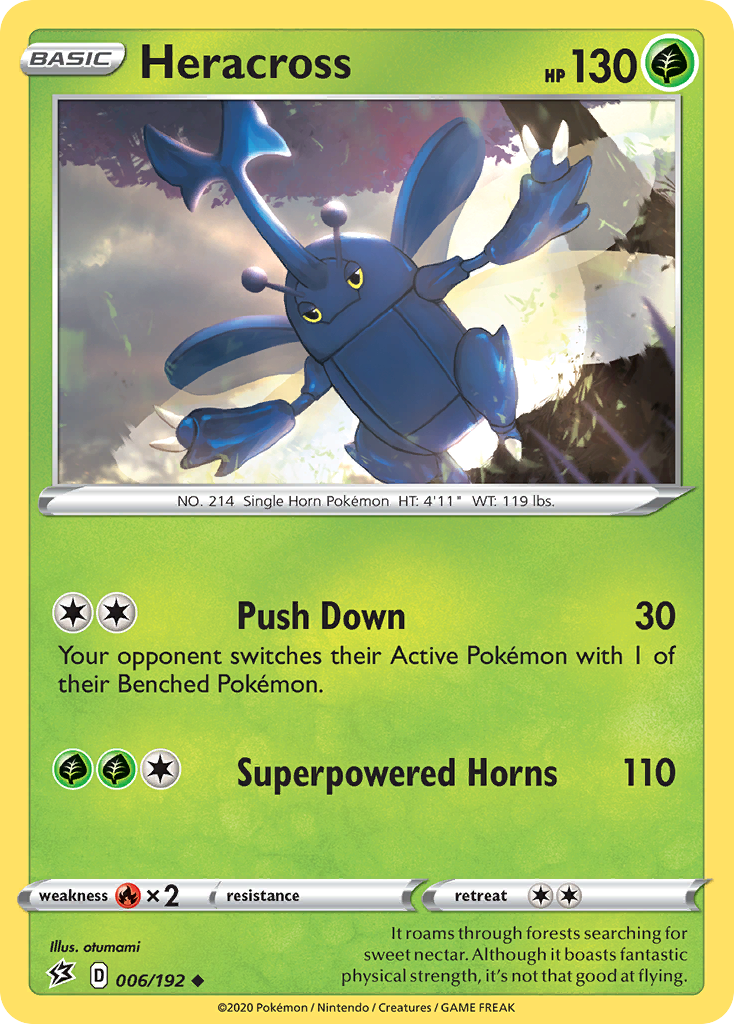 BASIC Heracross HP 130
NO. 214 Single Horn Pokémon HT: 4'11" WT: 119 lbs.
Push Down 30
Your opponent switches their Active Pokémon with 1 of
their Benched Pokémon.
Superpowered Horns 110
weakness ×2 resistance retreat
Illus. otumami
D 006/192
It roams through forests searching for
sweet nectar. Although it boasts fantastic
physical strength, it's not that good at flying.
©2020 Pokémon / Nintendo / Creatures / GAME FREAK